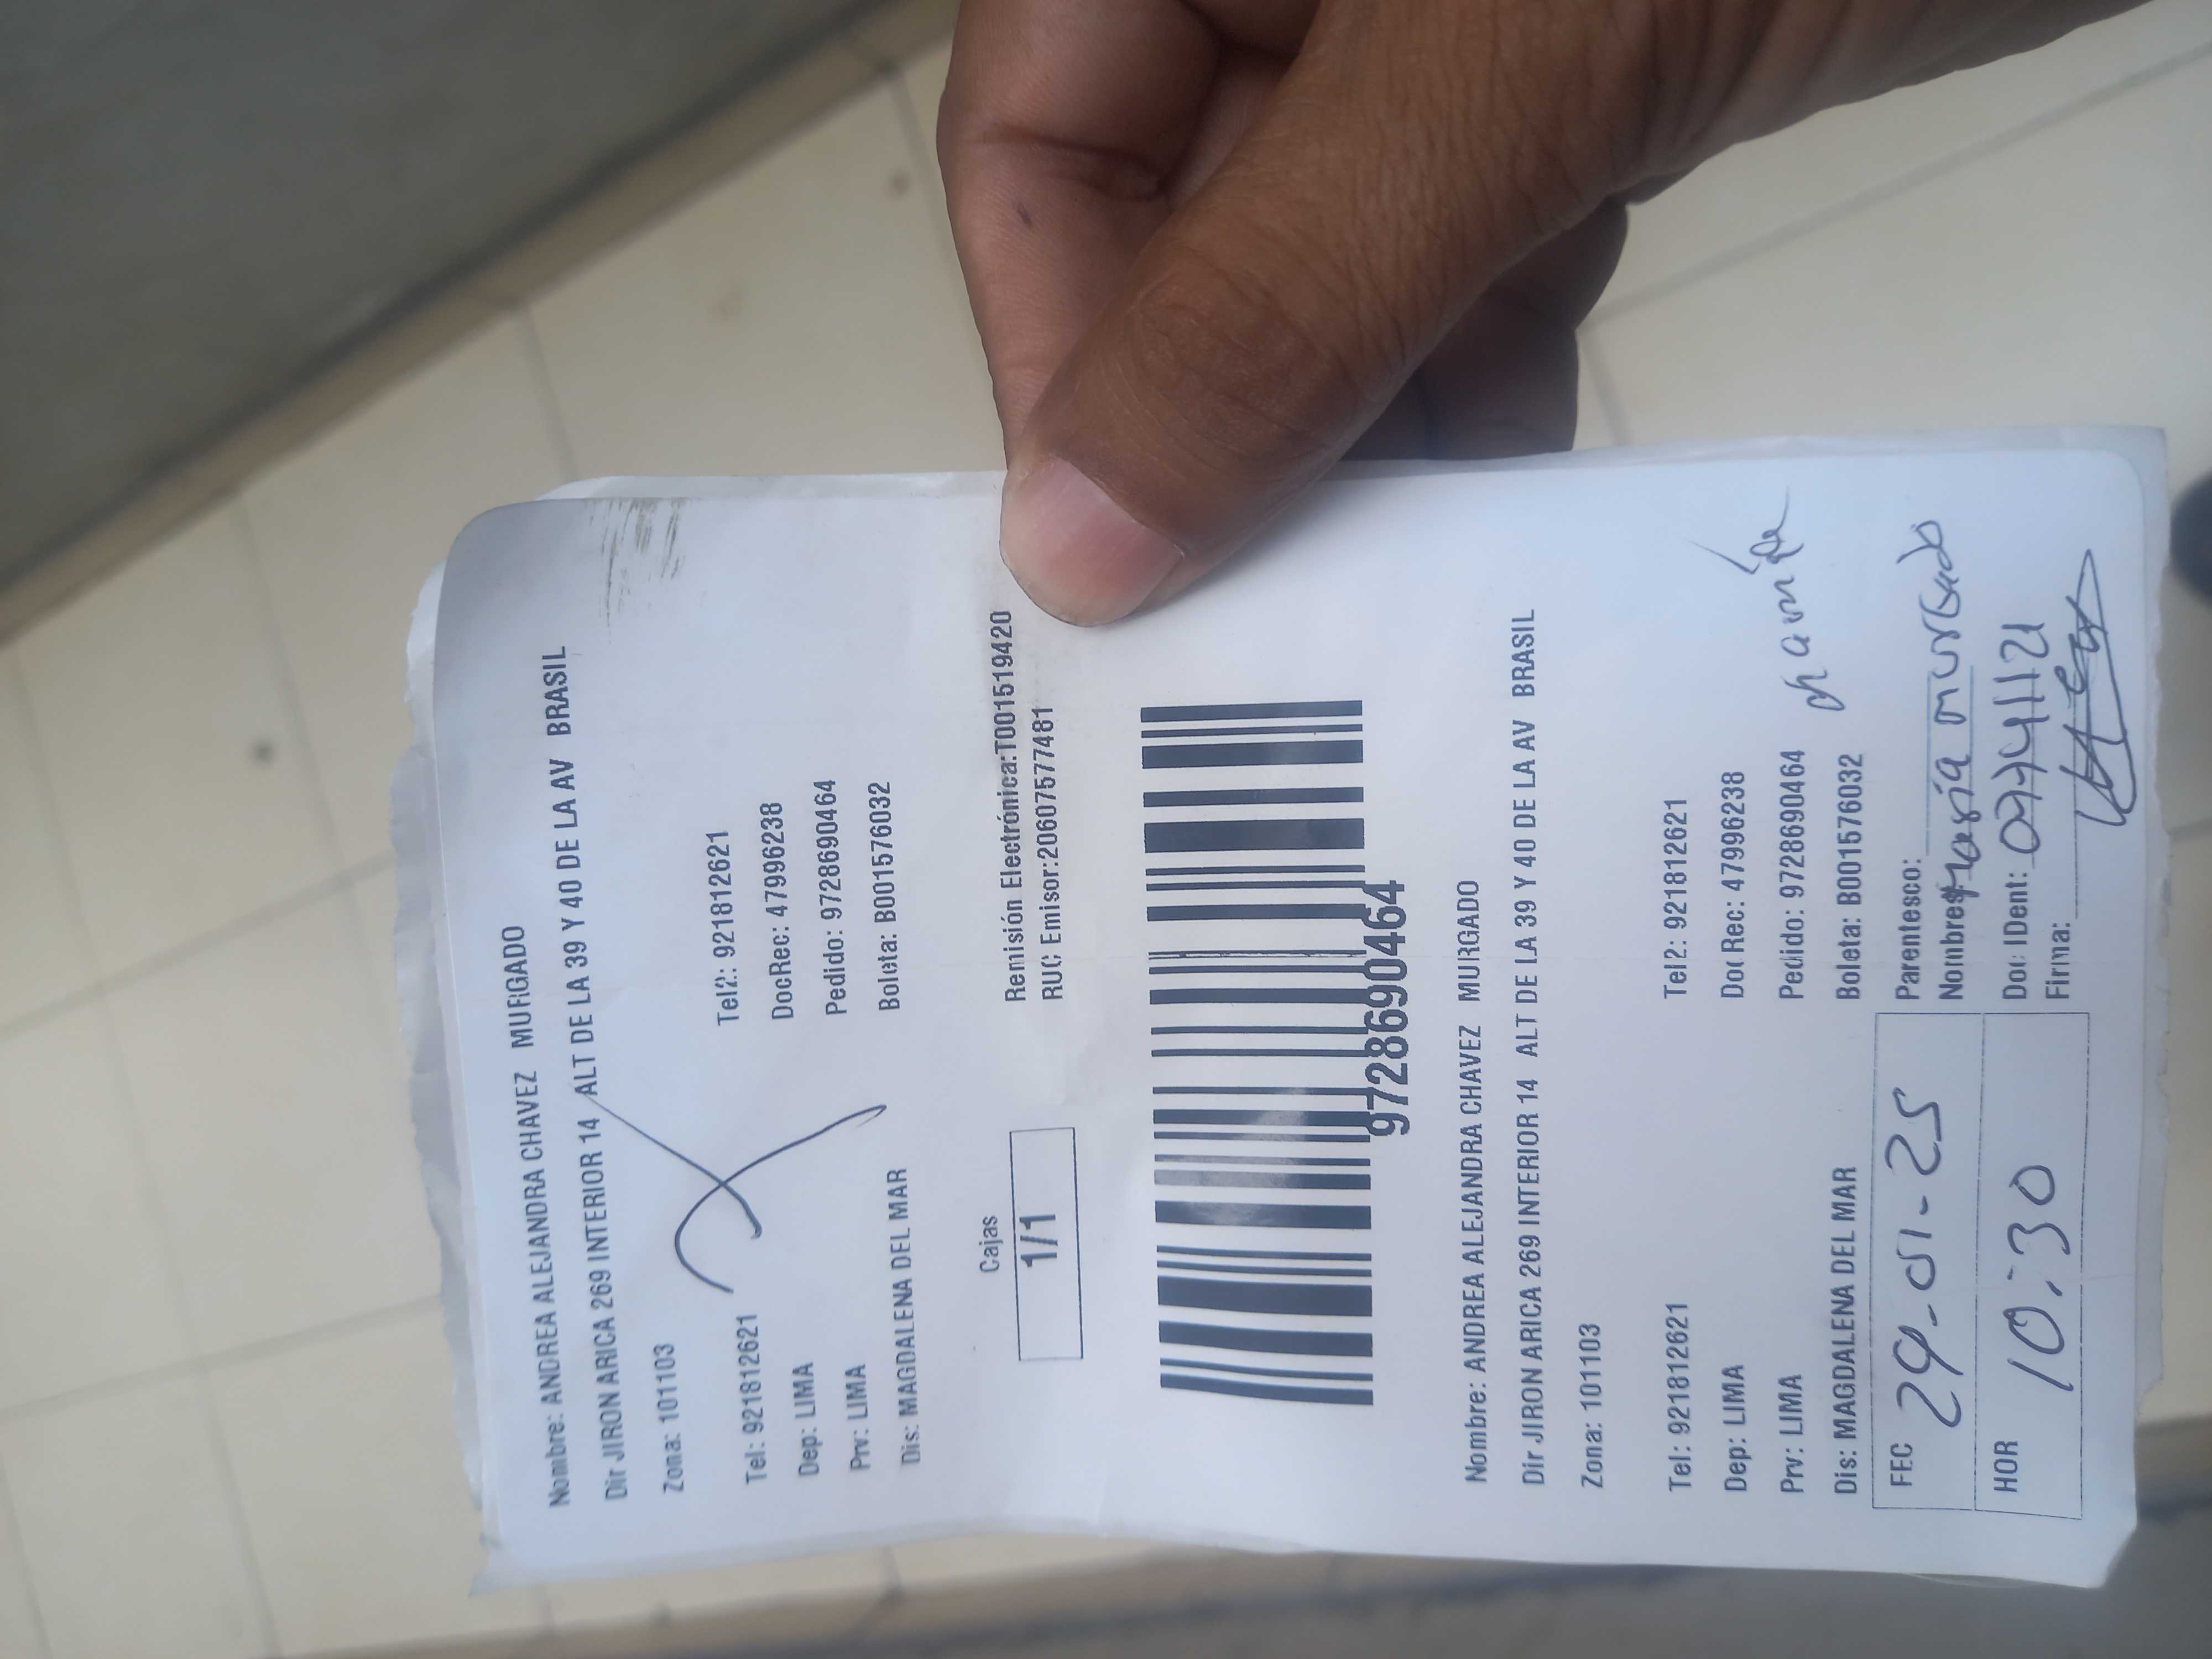 Nombre: ANDREA ALEJANDRA CHAVEZ MURGADO
Dir JIRON ARICA 269 INTERIOR 14 ALT DE LA 39 Y 40 DE LA AV BRASIL
Zona: 101103
Tel: 921812621 Tel2: 921812621
Dep: LIMA DocRec: 47996238
Prv: LIMA Pedido: 9728690464
Dis: MAGDALENA DEL MAR Boleta: B001576032
Cajas
1/1
Remisión Electrónica:T001519420
RUC Emisor:20607577481
9728690464
Nombre: ANDREA ALEJANDRA CHAVEZ MURGADO
Dir JIRON ARICA 269 INTERIOR 14 ALT DE LA 39 Y 40 DE LA AV BRASIL
Zona: 101103
Tel: 921812621 Tel2: 921812621
Dep: LIMA DocRec: 47996238
Prv: LIMA Pedido: 9728690464
Dis: MAGDALENA DEL MAR Boleta: B001576032
FEC 29-01-25 Parentesco:
Nombres maría murgado
HOR 10:30 Doc IDent:
Firma: